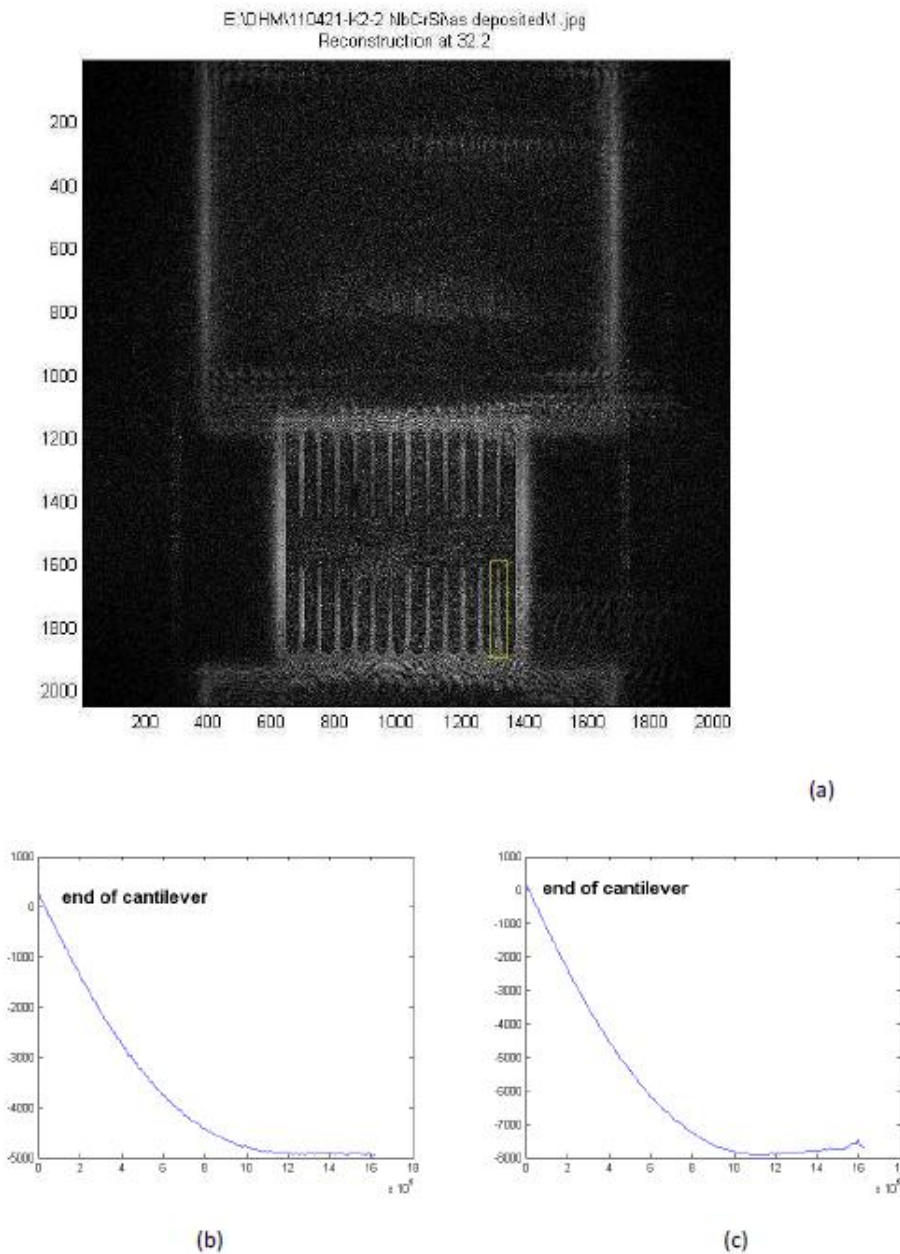 E:\DHM\110421-K2-2 NbCrSi\as deposited\1.jpg
Reconstruction at 32.2
200
400
600
800
1000
1200
1400
1600
1800
2000
200 400 600 800 1000 1200 1400 1600 1800 2000
(a)
1000
0
-1000
-2000
-3000
-4000
-5000
end of cantilever
0 2 4 6 8 10 12 14 16 18
(b)
1000
0
-1000
-2000
-3000
-4000
-5000
-6000
-7000
-8000
end of cantilever
0 2 4 6 8 10 12 14 16 18
(c)